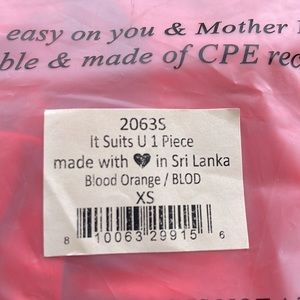 easy on you & Mother
ble & made of CPE rec
2063S
It Suits U 1 Piece
made with ❤ in Sri Lanka
Blood Orange / BLOD
XS
8 10063 29915 6